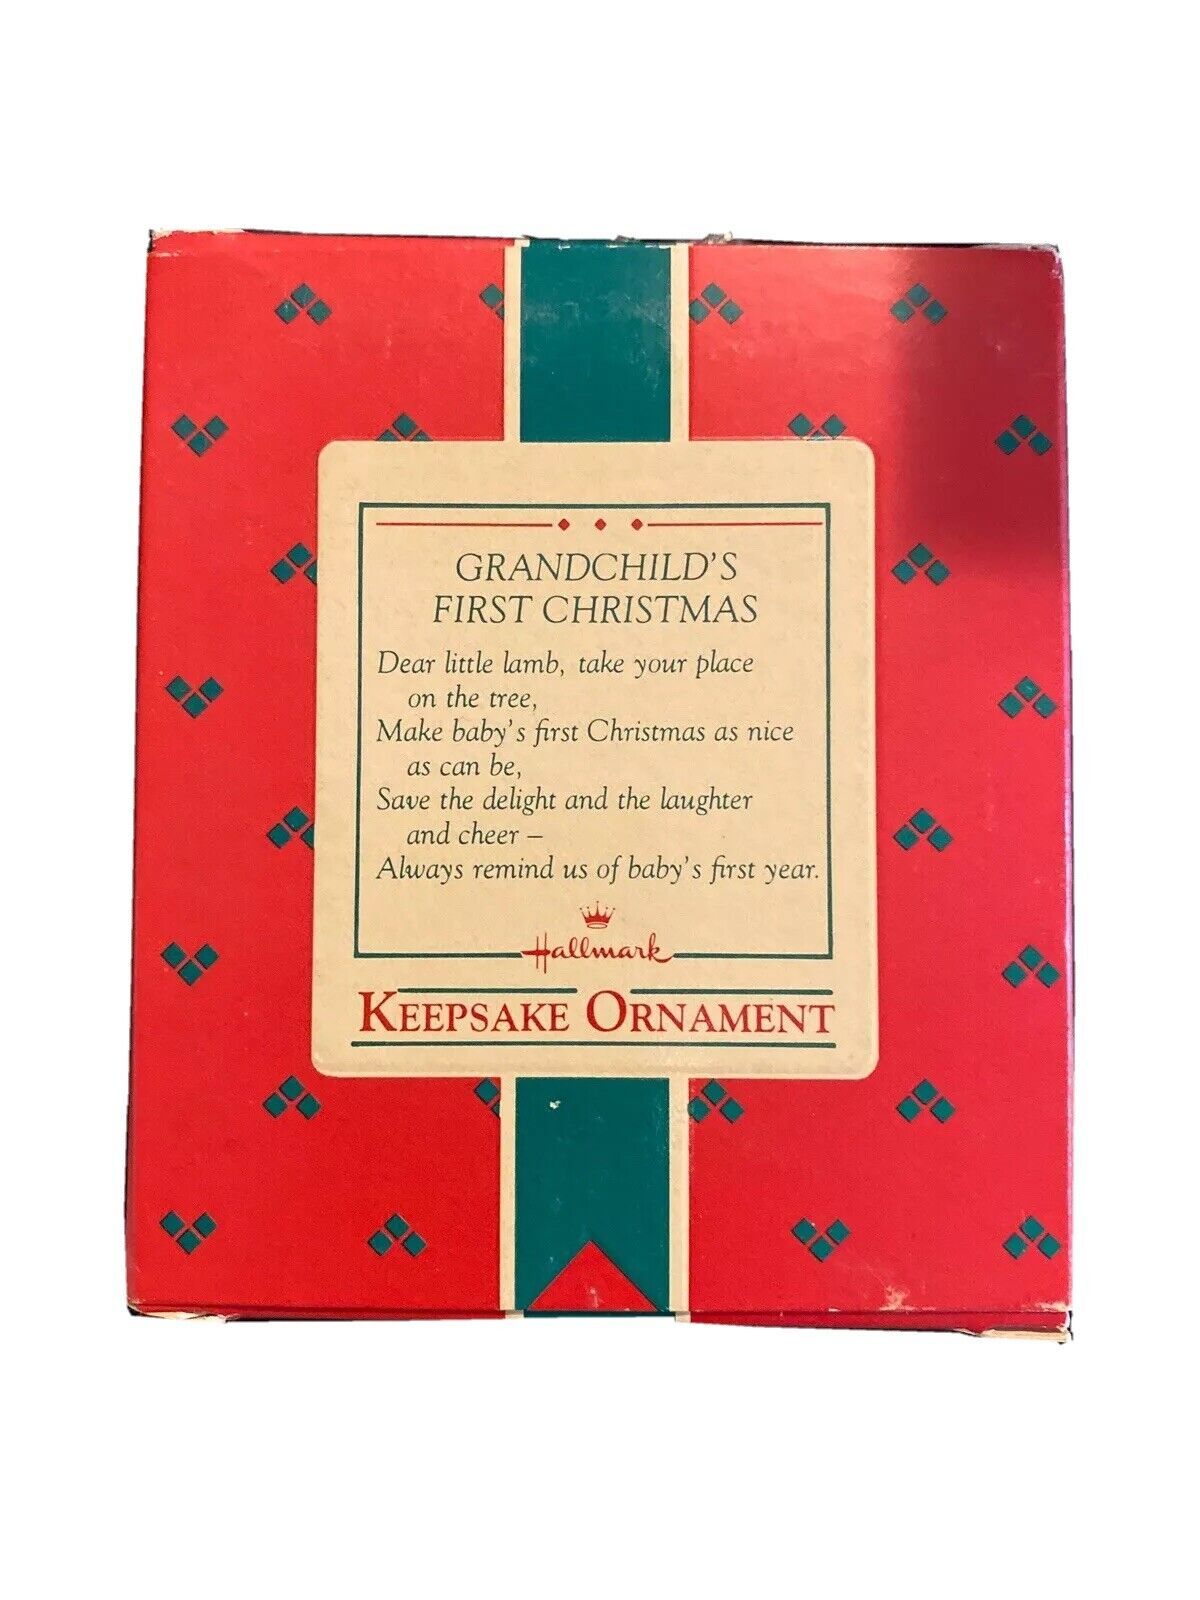 GRANDCHILD'S
FIRST CHRISTMAS
Dear little lamb, take your place
on the tree,
Make baby's first Christmas as nice
as can be,
Save the delight and the laughter
and cheer –
Always remind us of baby's first year.
Hallmark
KEEPSAKE ORNAMENT